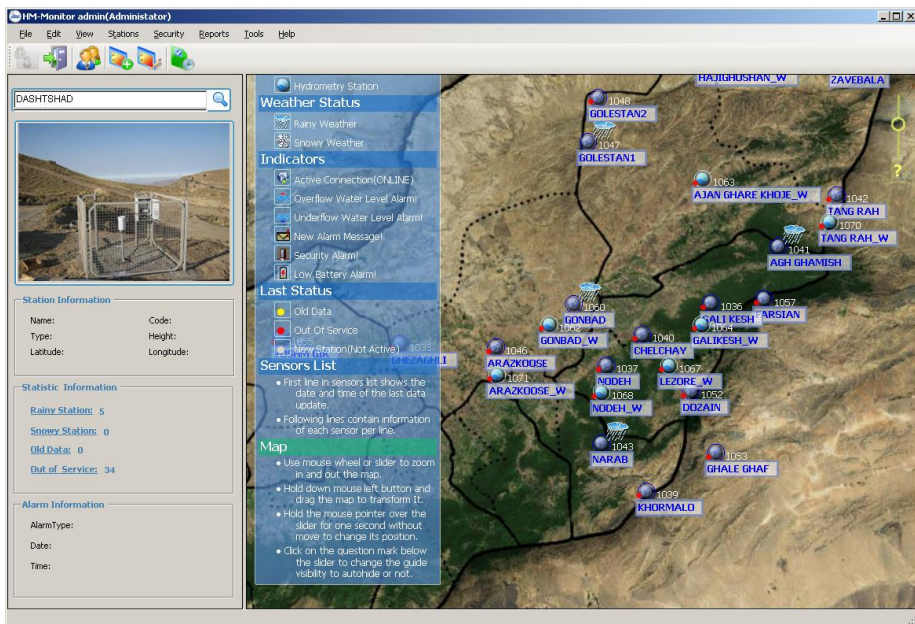 HM-Monitor admin(Administator)
File Edit View Stations Security Reports Tools Help
DASHTSHAD
Station Information
Name: Code:
Type: Height:
Latitude: Longitude:
Statistic Information
Rainy Station: 5
Snowy Station: 0
Old Data: 0
Out of Service: 34
Alarm Information
AlarmType:
Date:
Time:
Hydrometry Station
Weather Status
Rainy Weather
Snowy Weather
Indicators
Active Connection(ONLINE)
Overflow Water Level Alarm!
Underflow Water Level Alarm!
New Alarm Message!
Security Alarm!
Low Battery Alarm!
Last Status
Old Data
Out Of Service
New Station(Not Active)
Sensors List
First line in sensors list shows the
date and time of the last data
update.
Following lines contain information
of each sensor per line.
Map
Use mouse wheel or slider to zoom
in and out the map.
Hold down mouse left button and
drag the map to transform It.
Hold the mouse pointer over the
slider for one second without
move to change its position.
Click on the question mark below
the slider to change the guide
visibility to autohide or not.
HAJIGHOSHAN_W
ZAVEBALA
1048
GOLESTAN2
1047
GOLESTAN1
1063
AJAN GHARE KHOJE_W
1042
TANG RAH
1070
TANG RAH_W
1041
AGH GHAMISH
1060
GONBAD
1062
GONBAD_W
1036
GALI KESH
1057
FARSIAN
1064
GALIKESH_W
1040
CHELCHAY
1033
GHEZAGHLI
1046
ARAZKOOSE
1071
ARAZKOOSE_W
1037
NODEH
1067
LEZORE_W
1068
NODEH_W
1052
DOZAIN
1043
NARAB
1053
GHALE GHAF
1039
KHORMALO
?